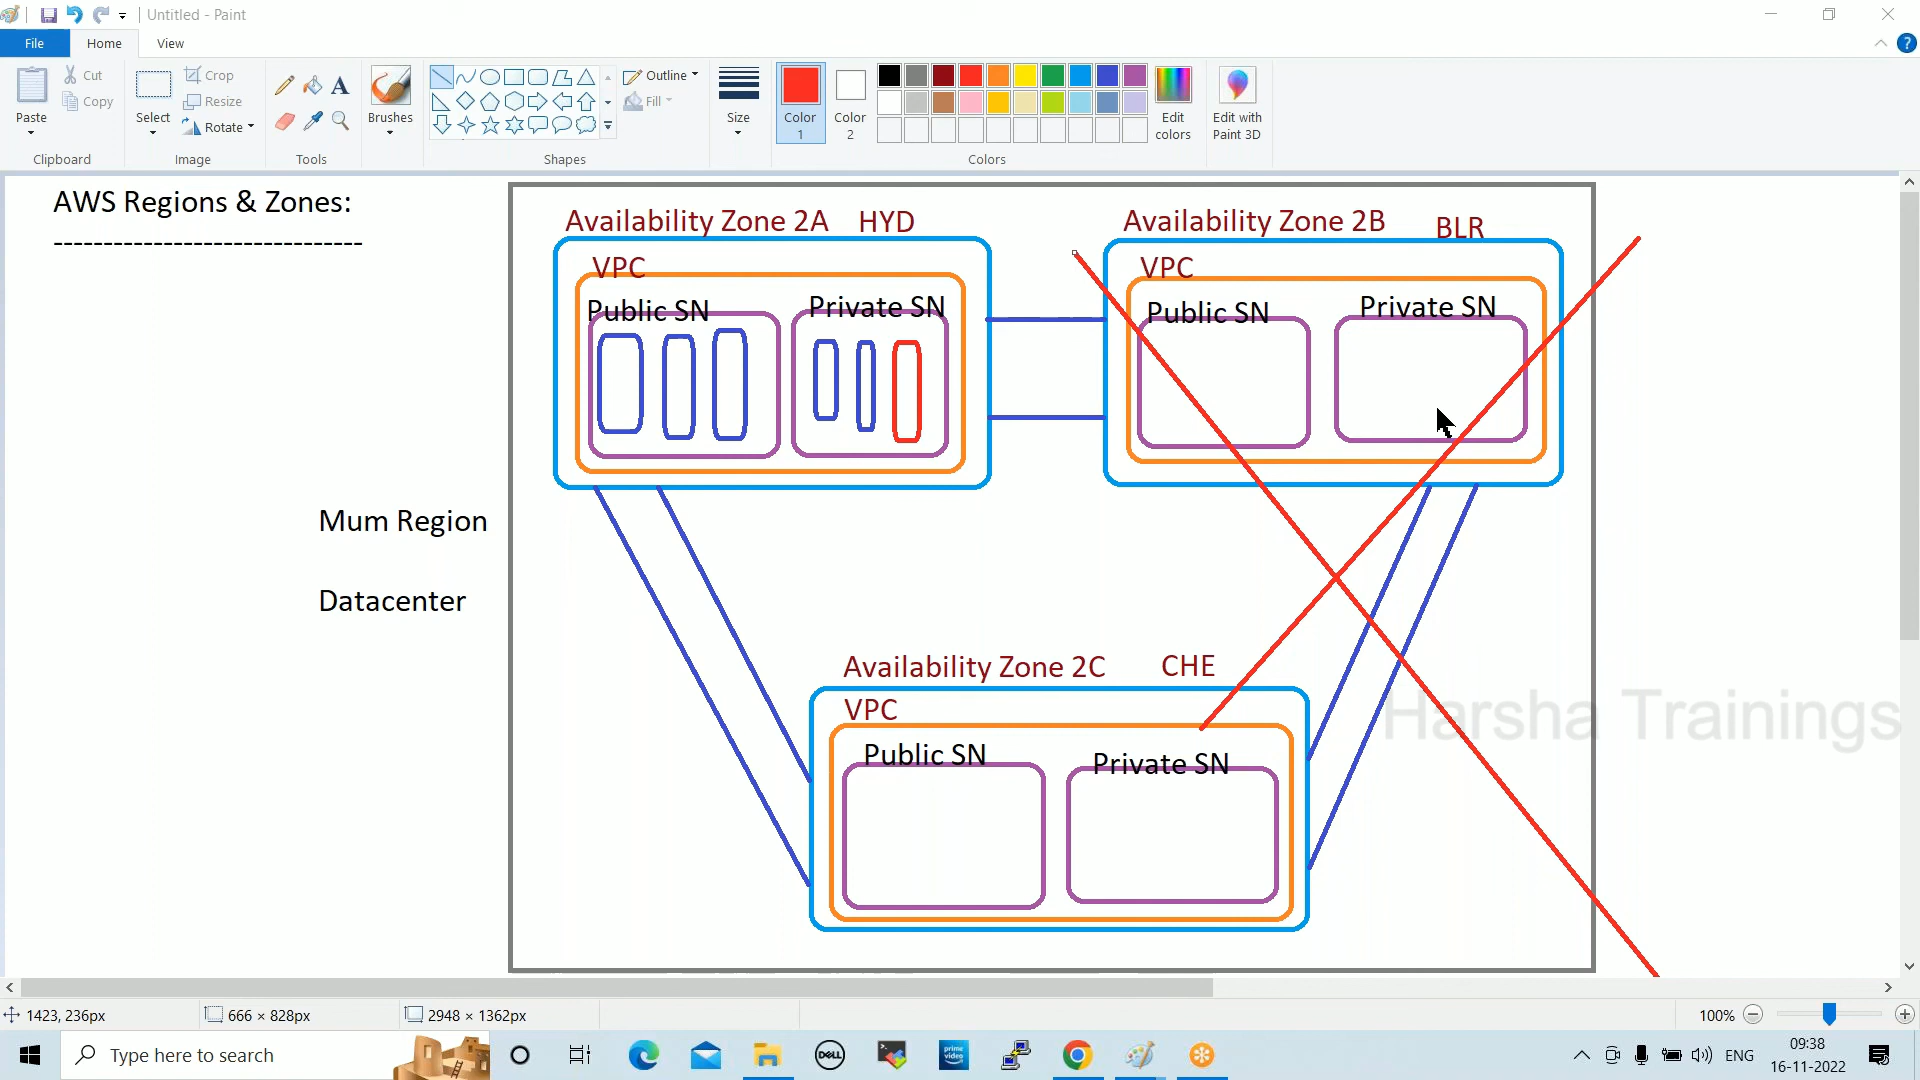 Untitled - Paint
File
Home
View
Paste
Cut
Copy
Clipboard
Select
Crop
Resize
Rotate
Image
Tools
Brushes
Shapes
Outline
Fill
Size
Color 1
Color 2
Edit colors
Edit with Paint 3D
Colors
AWS Regions & Zones:
-------------------------------
Availability Zone 2A HYD
VPC
Public SN
Private SN
Availability Zone 2B BLR
VPC
Public SN
Private SN
Mum Region
Datacenter
Availability Zone 2C CHE
VPC
Public SN
Private SN
Harsha Trainings
1423, 236px
666 × 828px
2948 × 1362px
100%
Type here to search
DELL
prime video
ENG
09:38
16-11-2022